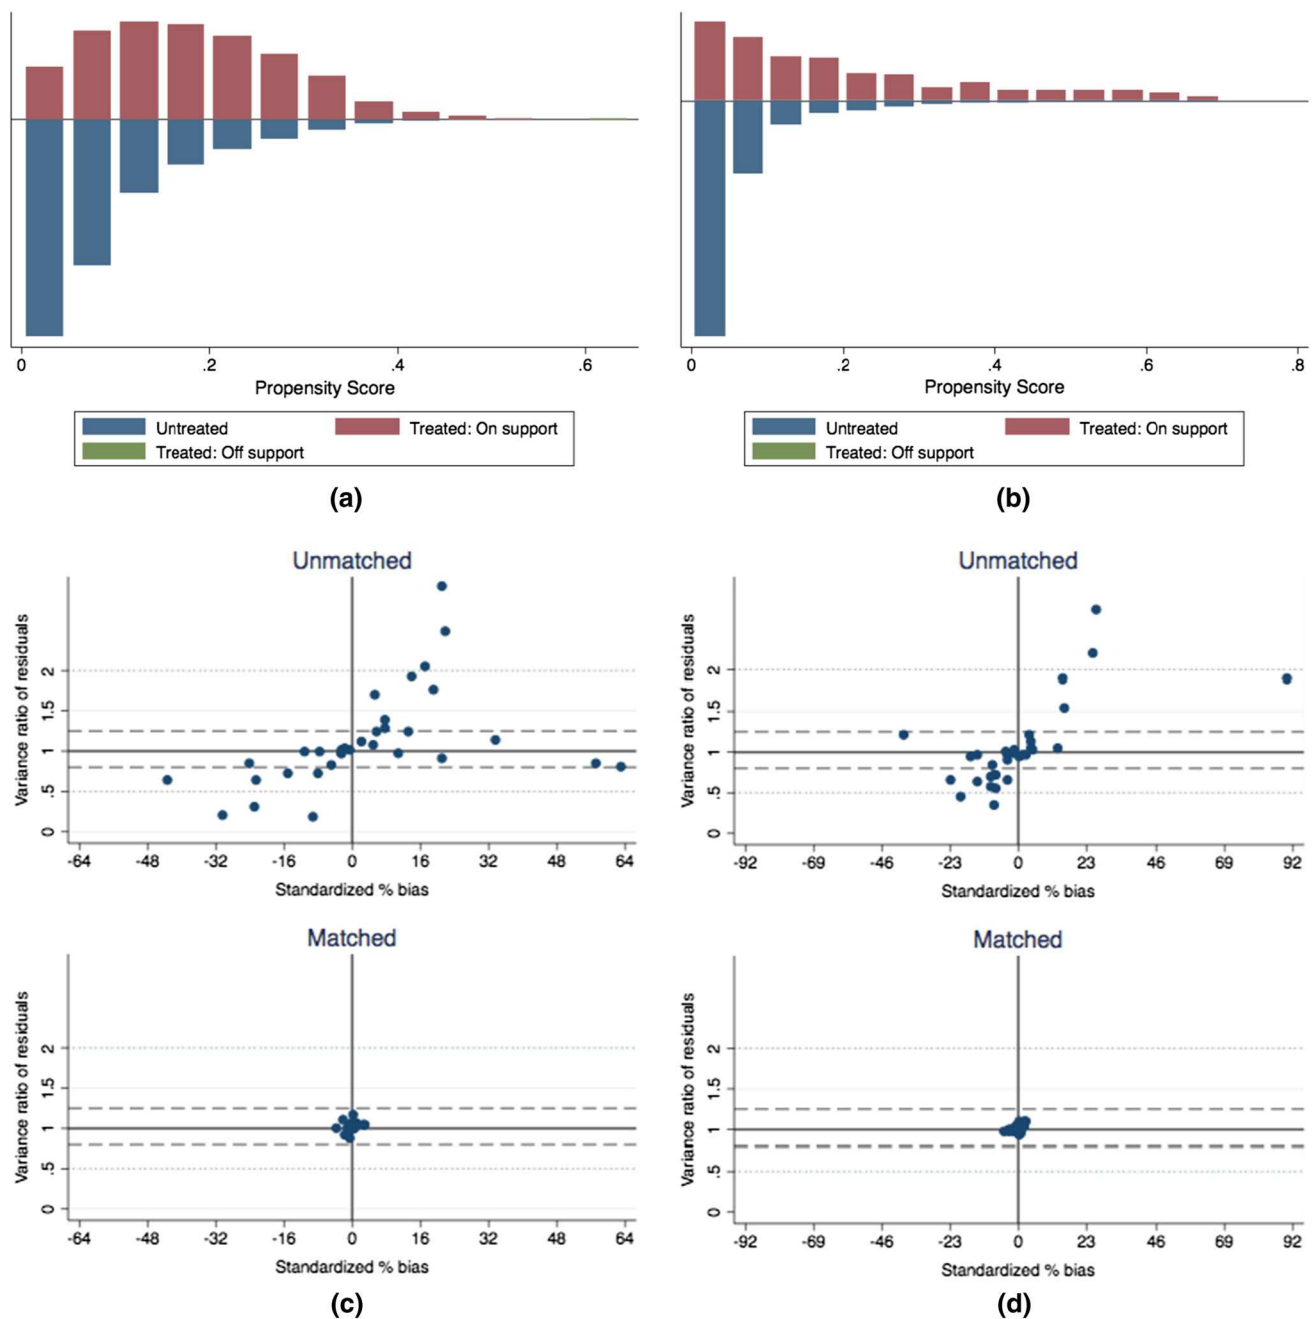 0 .2 .4 .6
Propensity Score
Untreated Treated: On support
Treated: Off support
(a)
0 .2 .4 .6 .8
Propensity Score
Untreated Treated: On support
Treated: Off support
(b)
Unmatched
Variance ratio of residuals
2
1.5
1
.5
0
-64 -48 -32 -16 0 16 32 48 64
Standardized % bias
Matched
Variance ratio of residuals
2
1.5
1
.5
0
-64 -48 -32 -16 0 16 32 48 64
Standardized % bias
(c)
Unmatched
Variance ratio of residuals
2
1.5
1
.5
0
-92 -69 -46 -23 0 23 46 69 92
Standardized % bias
Matched
Variance ratio of residuals
2
1.5
1
.5
0
-92 -69 -46 -23 0 23 46 69 92
Standardized % bias
(d)